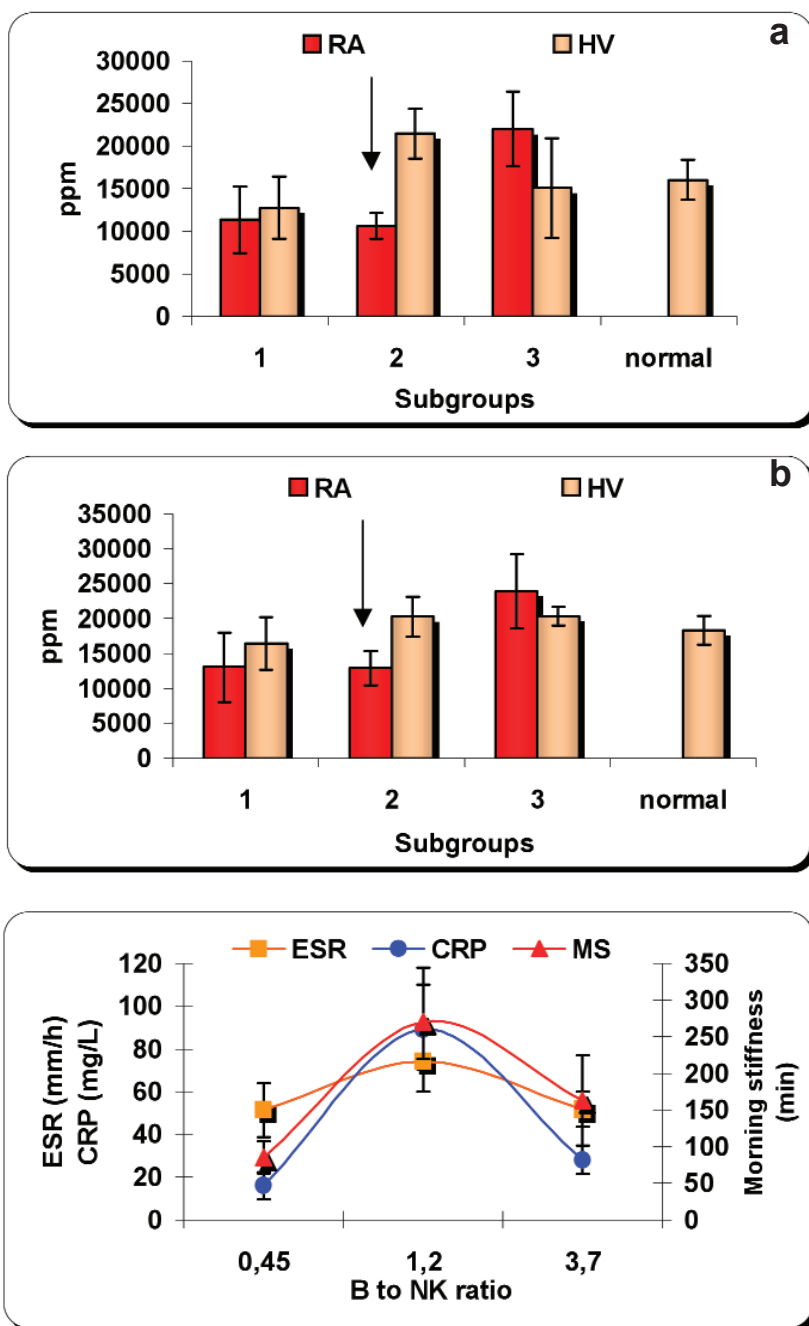 a
RA HV
30000
25000
20000
15000
10000
5000
0
ppm
1 2 3 normal
Subgroups
b
RA HV
35000
30000
25000
20000
15000
10000
5000
0
ppm
1 2 3 normal
Subgroups
ESR CRP MS
120
100
80
60
40
20
0
ESR (mm/h)
CRP (mg/L)
350
300
250
200
150
100
50
0
Morning stiffness
(min)
0,45 1,2 3,7
B to NK ratio